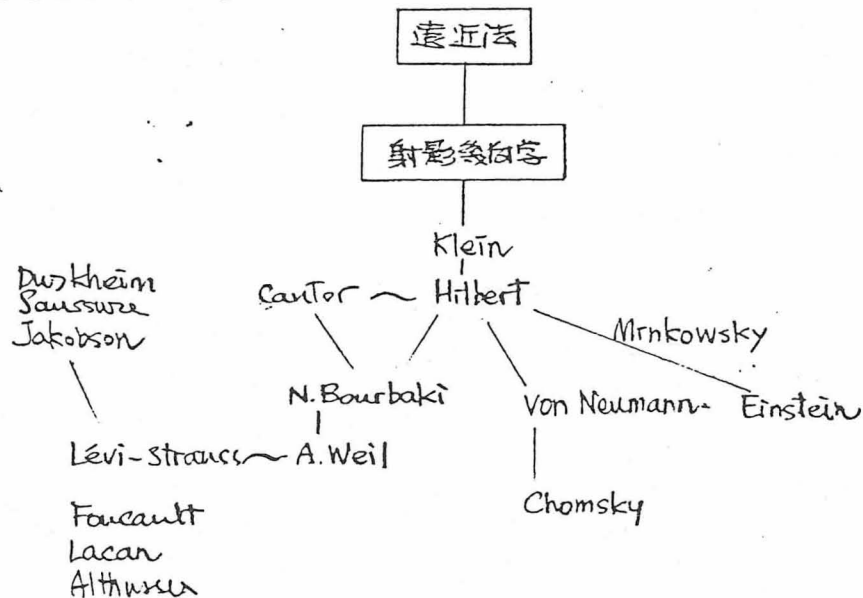 遠近法
射影幾何学
Klein
Cantor ~ Hilbert
Durkheim
Saussure
Jakobson
Mrnkowsky
N. Bourbaki
Von Neumann - Einstein
Lévi-Strauss ~ A. Weil
Chomsky
Foucault
Lacan
Althusser